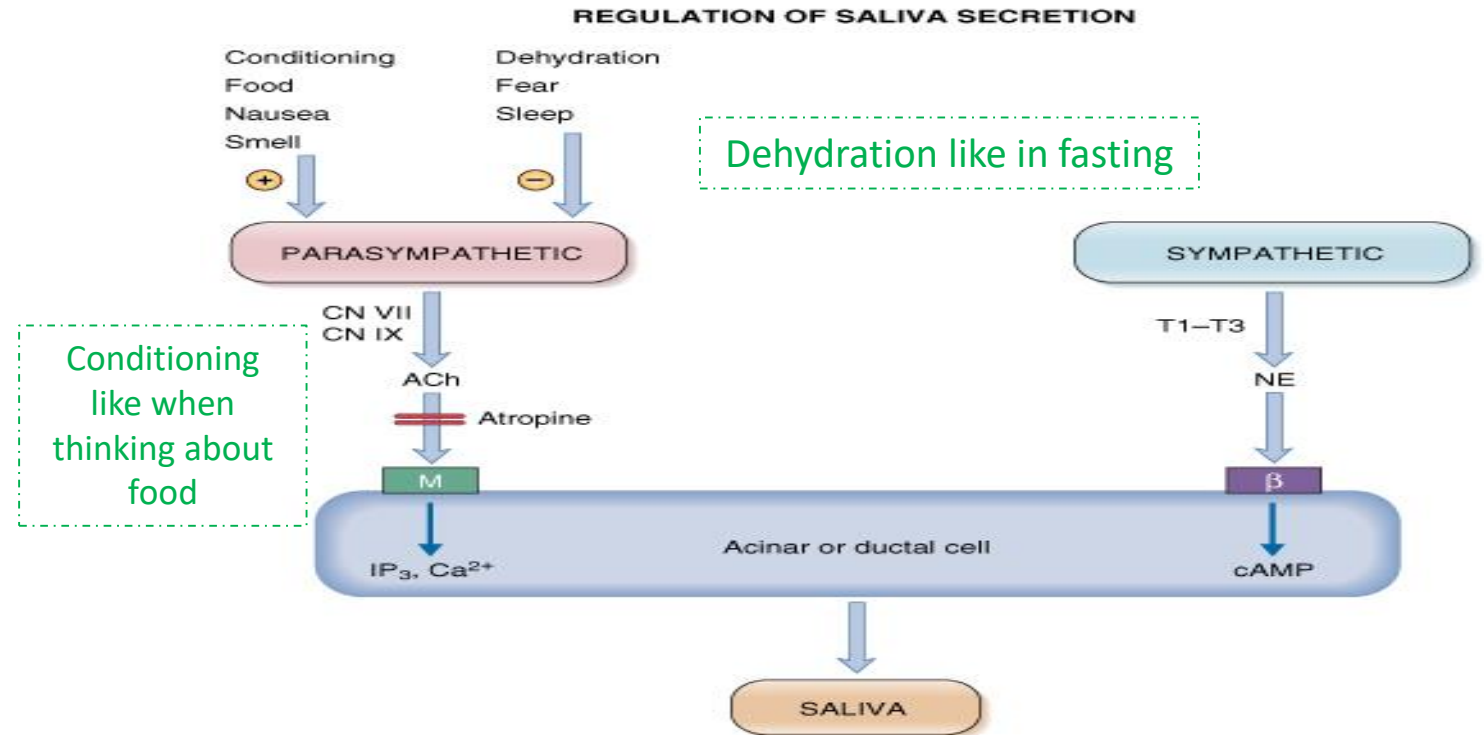 REGULATION OF SALIVA SECRETION
Conditioning
Food
Nausea
Smell
+
Dehydration
Fear
Sleep
−
Dehydration like in fasting
PARASYMPATHETIC
SYMPATHETIC
CN VII
CN IX
T1–T3
Conditioning
like when
thinking about
food
ACh
NE
Atropine
M
β
Acinar or ductal cell
IP₃, Ca²⁺
cAMP
SALIVA